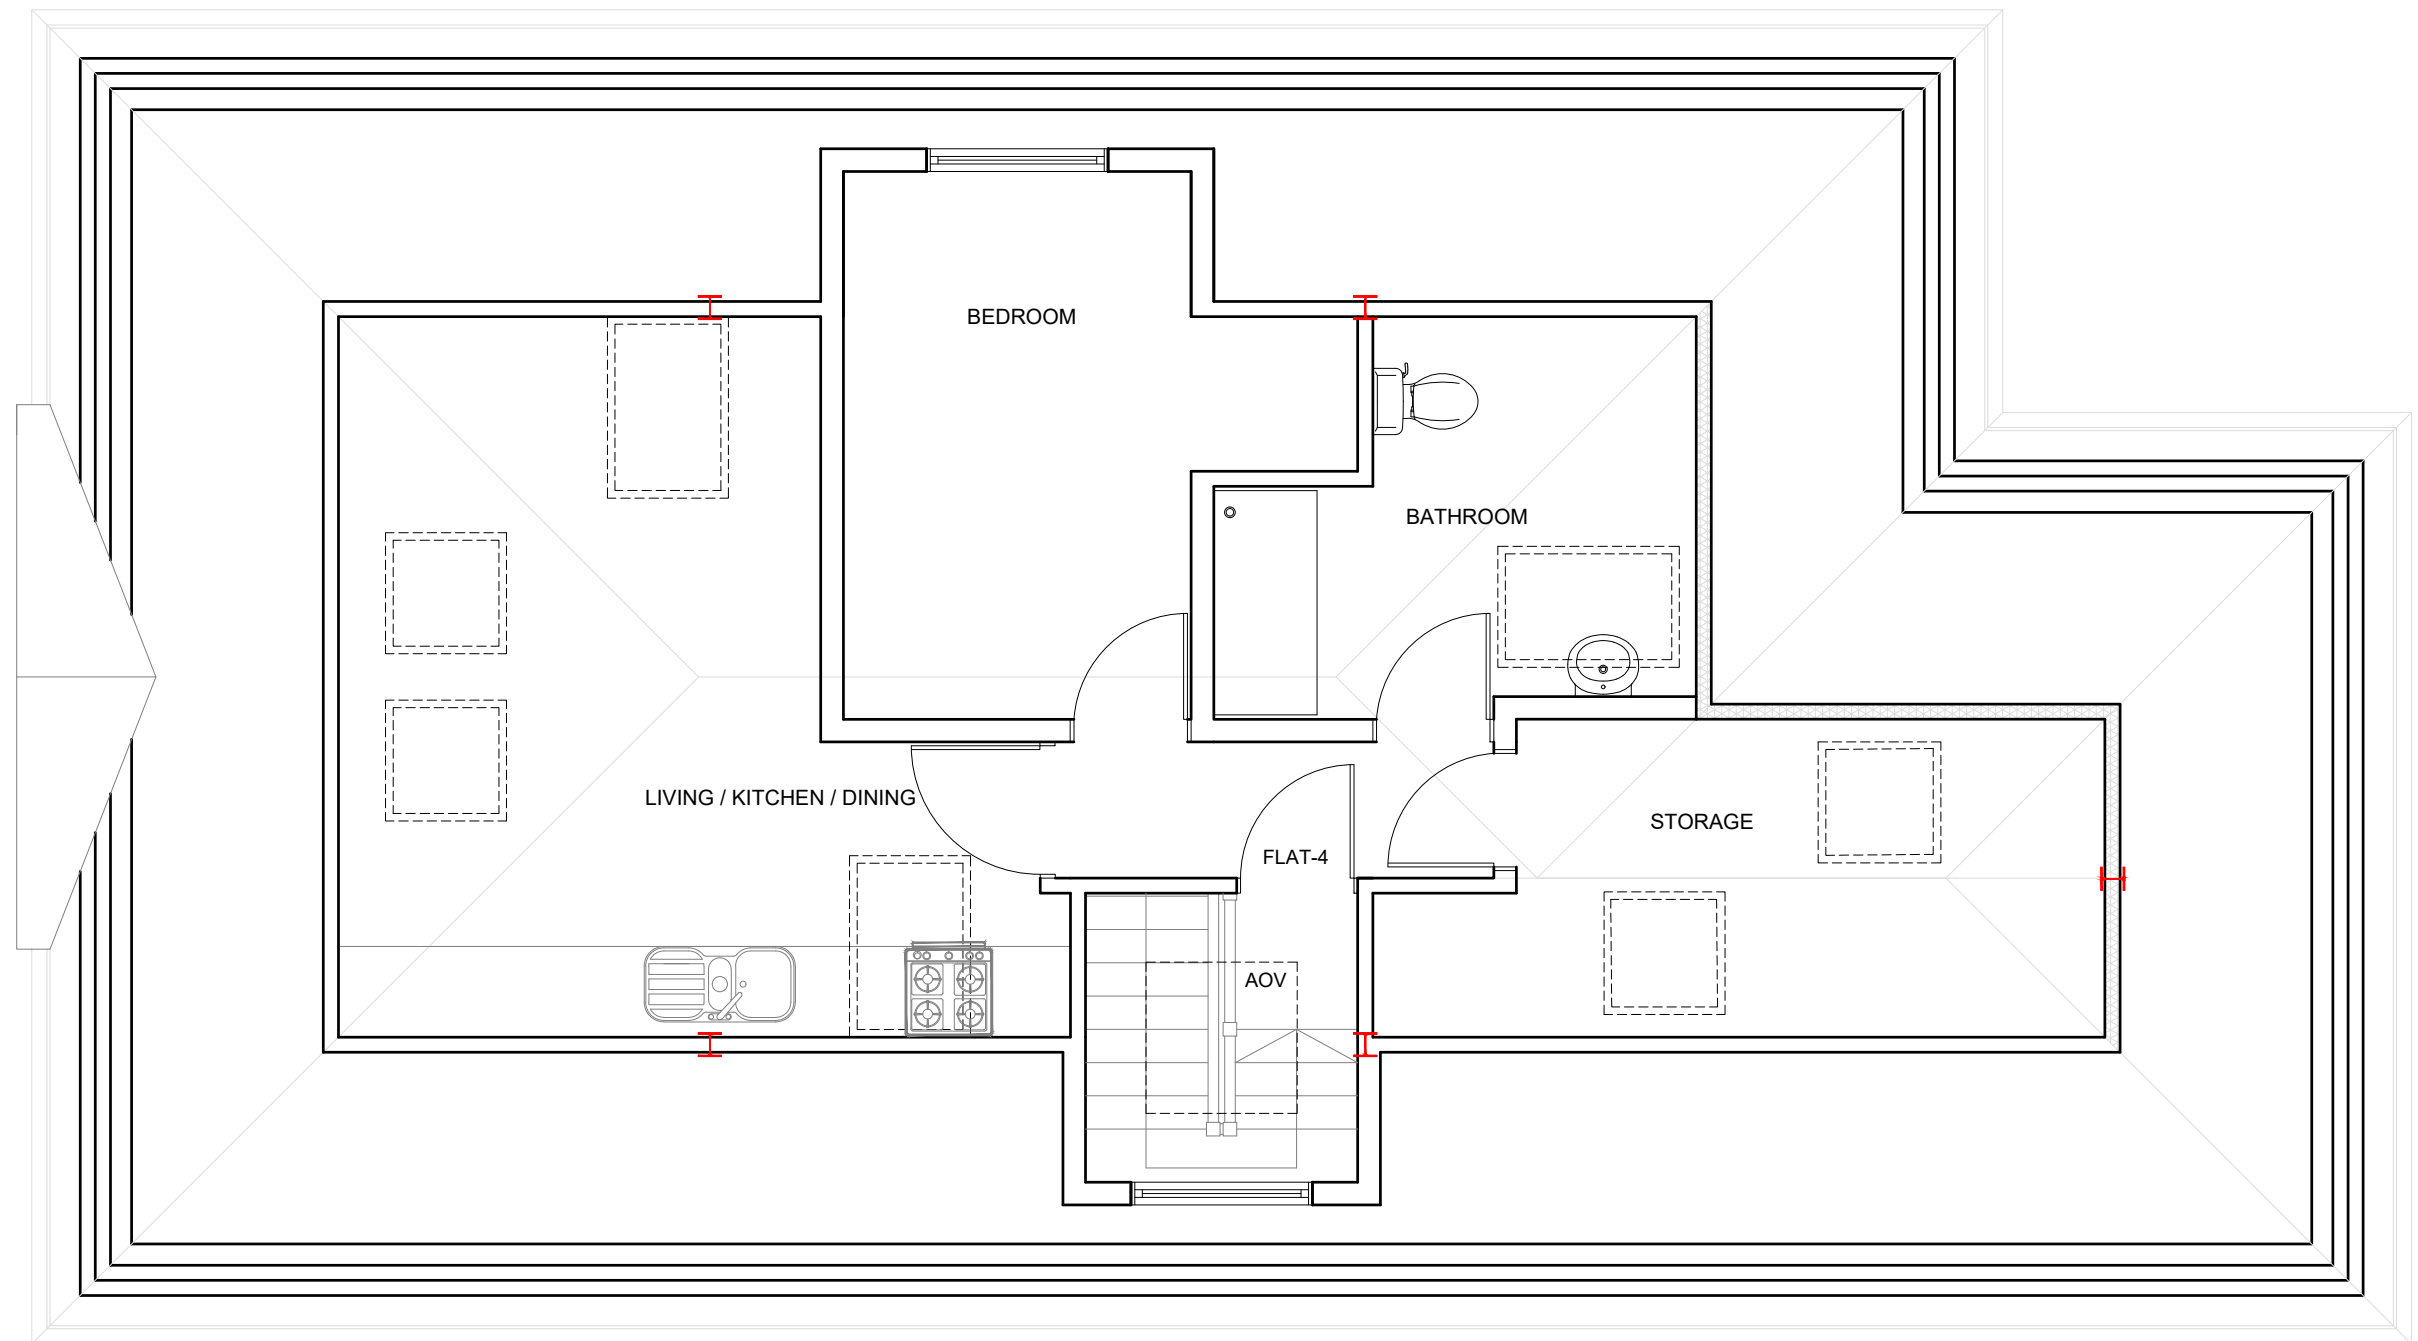 BEDROOM
BATHROOM
LIVING / KITCHEN / DINING
STORAGE
FLAT-4
AOV